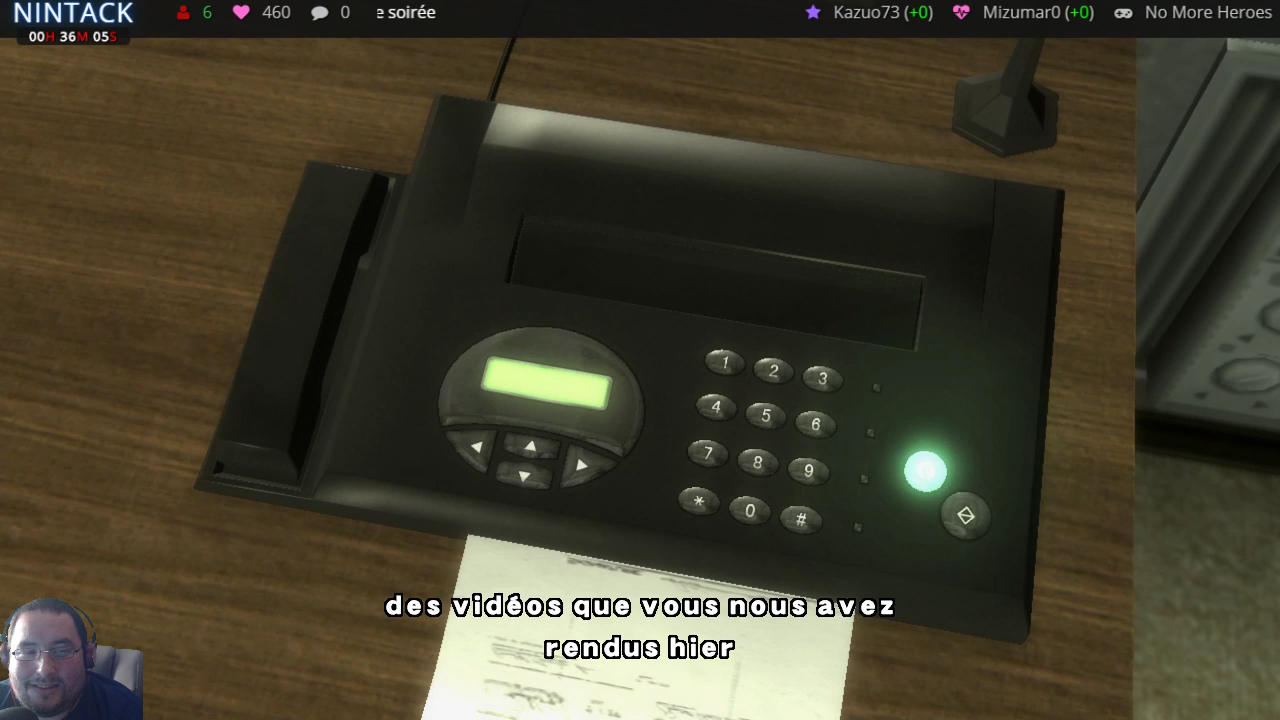 NINTACK 6 460 0 e soirée Kazuo73 (+0) Mizumar0 (+0) No More Heroes
00H 36M 05S
1 2 3
4 5 6
7 8 9
* 0 #
des vidéos que vous nous avez
rendus hier